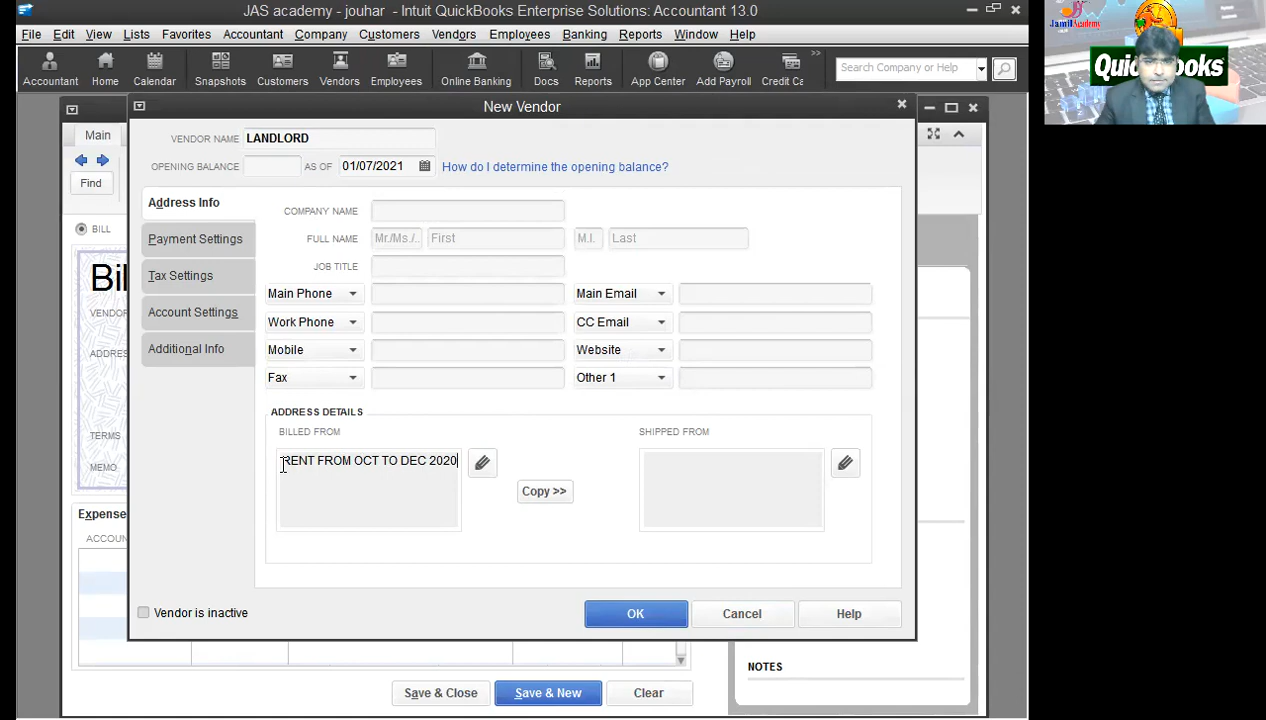 JAS academy - jouhar - Intuit QuickBooks Enterprise Solutions: Accountant 13.0
File Edit View Lists Favorites Accountant Company Customers Vendors Employees Banking Reports Window Help
Accountant Home Calendar Snapshots Customers Vendors Employees Online Banking Docs Reports App Center Add Payroll Credit Ca
Search Company or Help
Jamil Academy
QuickBooks
New Vendor
Main
Find
VENDOR NAME LANDLORD
OPENING BALANCE AS OF 01/07/2021 How do I determine the opening balance?
BILL
Address Info
Payment Settings
Tax Settings
Account Settings
Additional Info
COMPANY NAME
FULL NAME Mr./Ms./.. First M.I. Last
JOB TITLE
Main Phone Main Email
Work Phone CC Email
Mobile Website
Fax Other 1
Bil
VENDOR
ADDRES
TERMS
MEMO
ADDRESS DETAILS
BILLED FROM SHIPPED FROM
RENT FROM OCT TO DEC 2020
Copy >>
Expense
ACCOU
Vendor is inactive
OK Cancel Help
NOTES
Save & Close Save & New Clear